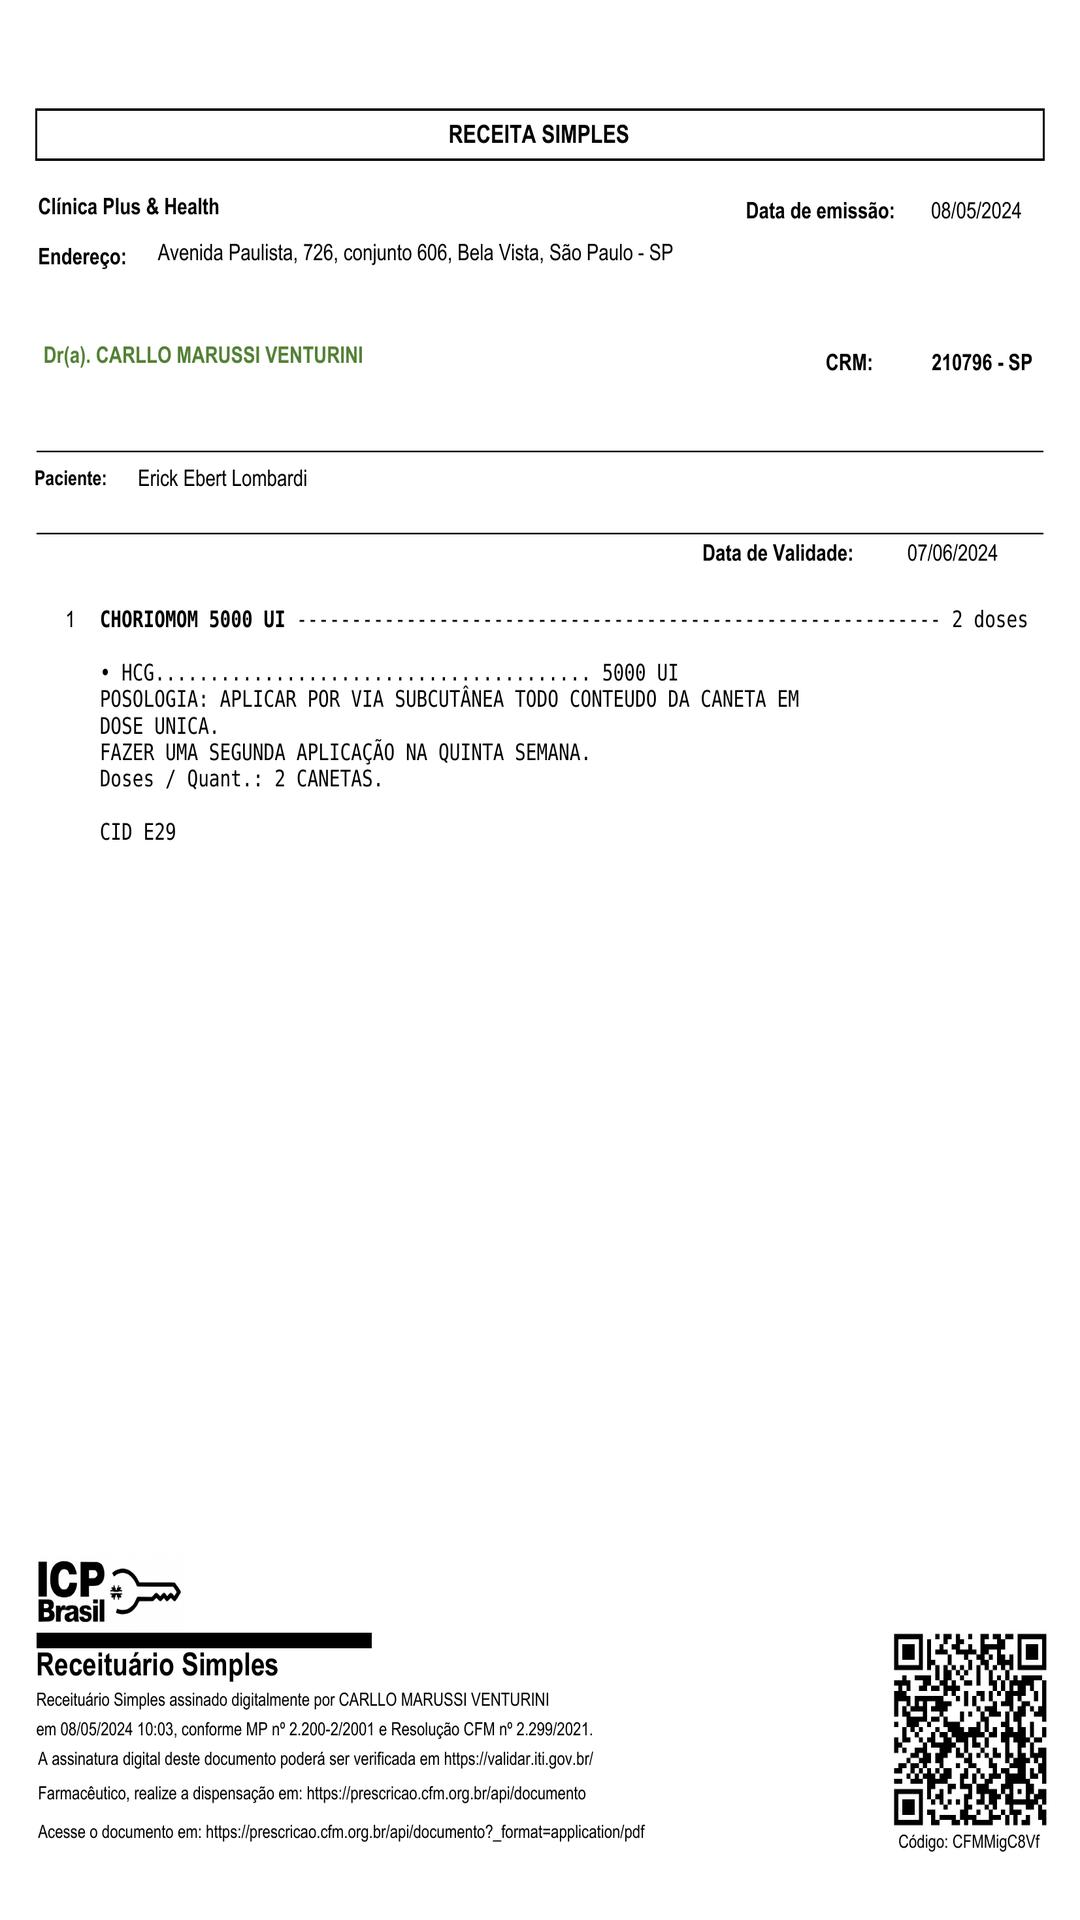 RECEITA SIMPLES
Clínica Plus & Health
Data de emissão: 08/05/2024
Endereço: Avenida Paulista, 726, conjunto 606, Bela Vista, São Paulo - SP
Dr(a). CARLLO MARUSSI VENTURINI
CRM: 210796 - SP
Paciente: Erick Ebert Lombardi
Data de Validade: 07/06/2024
1 CHORIOMOM 5000 UI ----------------------------------------------------------- 2 doses
• HCG........................................ 5000 UI
POSOLOGIA: APLICAR POR VIA SUBCUTÂNEA TODO CONTEUDO DA CANETA EM
DOSE UNICA.
FAZER UMA SEGUNDA APLICAÇÃO NA QUINTA SEMANA.
Doses / Quant.: 2 CANETAS.
CID E29
ICP
Brasil
Receituário Simples
Receituário Simples assinado digitalmente por CARLLO MARUSSI VENTURINI
em 08/05/2024 10:03, conforme MP nº 2.200-2/2001 e Resolução CFM nº 2.299/2021.
A assinatura digital deste documento poderá ser verificada em https://validar.iti.gov.br/
Farmacêutico, realize a dispensação em: https://prescricao.cfm.org.br/api/documento
Acesse o documento em: https://prescricao.cfm.org.br/api/documento?_format=application/pdf
Código: CFMMigC8Vf